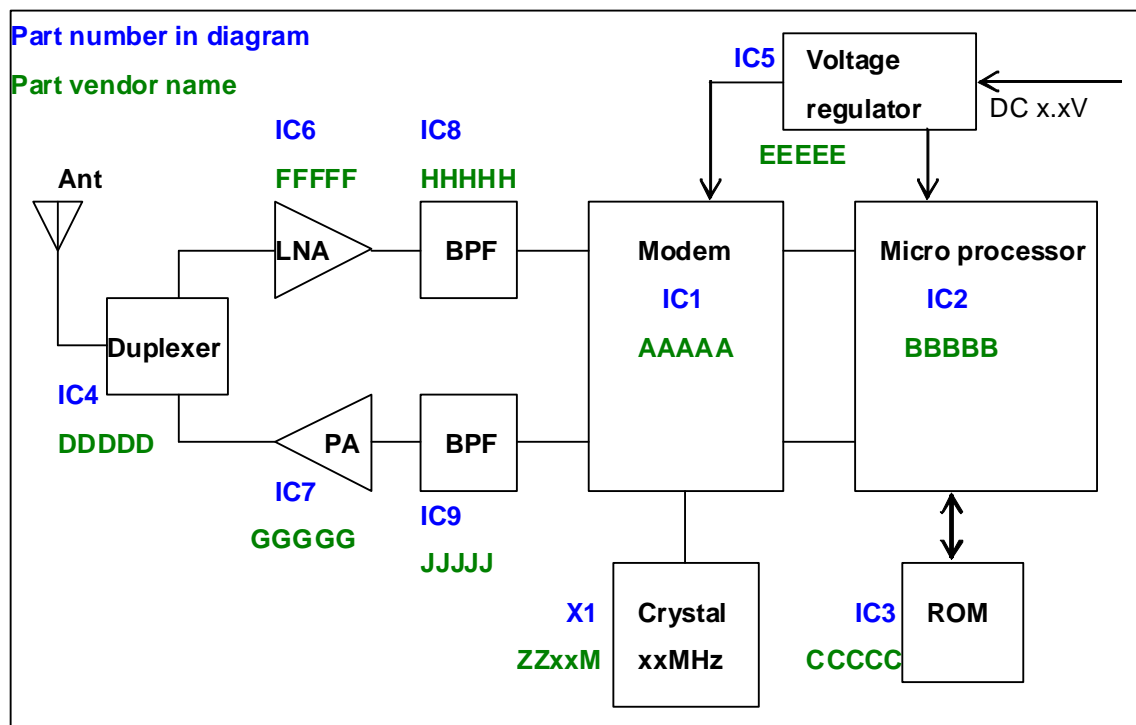 Part number in diagram
Part vendor name
IC5
Voltage
regulator
DC x.xV
EEEEE
IC6
FFFFF
IC8
HHHHH
Ant
LNA
BPF
Modem
IC1
AAAAA
Micro processor
IC2
BBBBB
Duplexer
IC4
DDDDD
PA
IC7
GGGGG
BPF
IC9
JJJJJ
X1
ZZxxM
Crystal
xxMHz
IC3
CCCCC
ROM